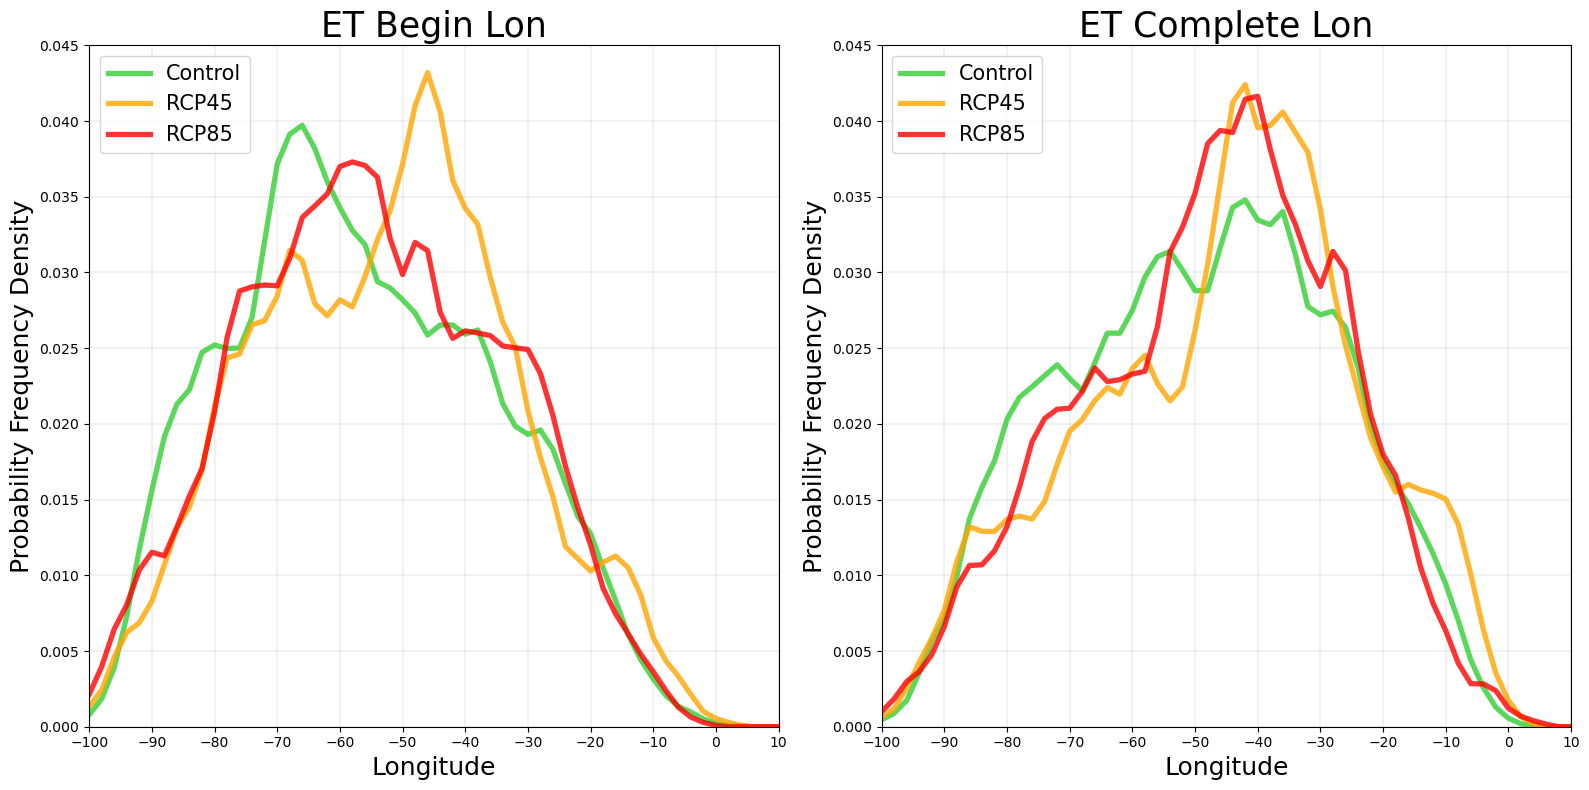 ET Begin Lon
Control
RCP45
RCP85
Probability Frequency Density
0.045
0.040
0.035
0.030
0.025
0.020
0.015
0.010
0.005
0.000
−100 −90 −80 −70 −60 −50 −40 −30 −20 −10 0 10
Longitude
ET Complete Lon
Control
RCP45
RCP85
Probability Frequency Density
0.045
0.040
0.035
0.030
0.025
0.020
0.015
0.010
0.005
0.000
−100 −90 −80 −70 −60 −50 −40 −30 −20 −10 0 10
Longitude